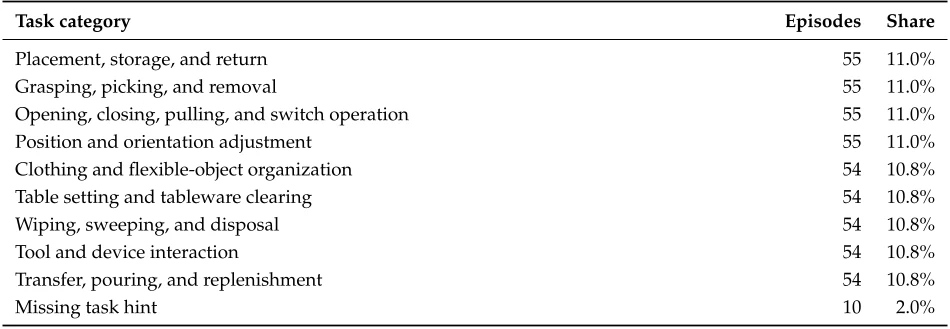 Task category Episodes Share
Placement, storage, and return 55 11.0%
Grasping, picking, and removal 55 11.0%
Opening, closing, pulling, and switch operation 55 11.0%
Position and orientation adjustment 55 11.0%
Clothing and flexible-object organization 54 10.8%
Table setting and tableware clearing 54 10.8%
Wiping, sweeping, and disposal 54 10.8%
Tool and device interaction 54 10.8%
Transfer, pouring, and replenishment 54 10.8%
Missing task hint 10 2.0%